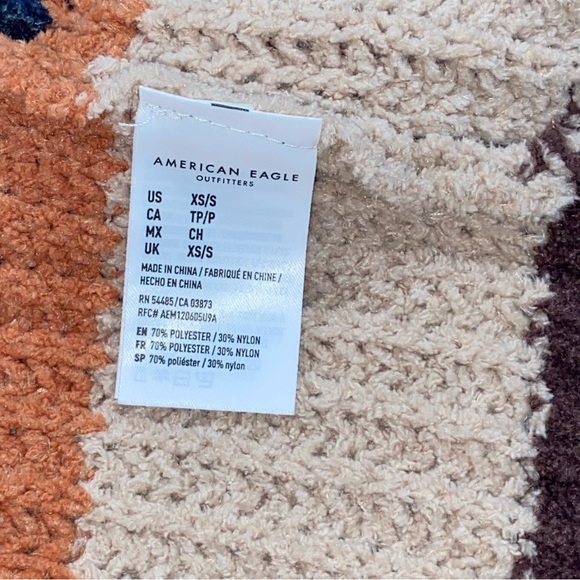 AMERICAN EAGLE
OUTFITTERS
US XS/S
CA TP/P
MX CH
UK XS/S
MADE IN CHINA / FABRIQUÉ EN CHINE /
HECHO EN CHINA
RN 54485/CA 03873
RFC# AEM120605U9A
EN 70% POLYESTER / 30% NYLON
FR 70% POLYESTER / 30% NYLON
SP 70% poliéster / 30% nylon